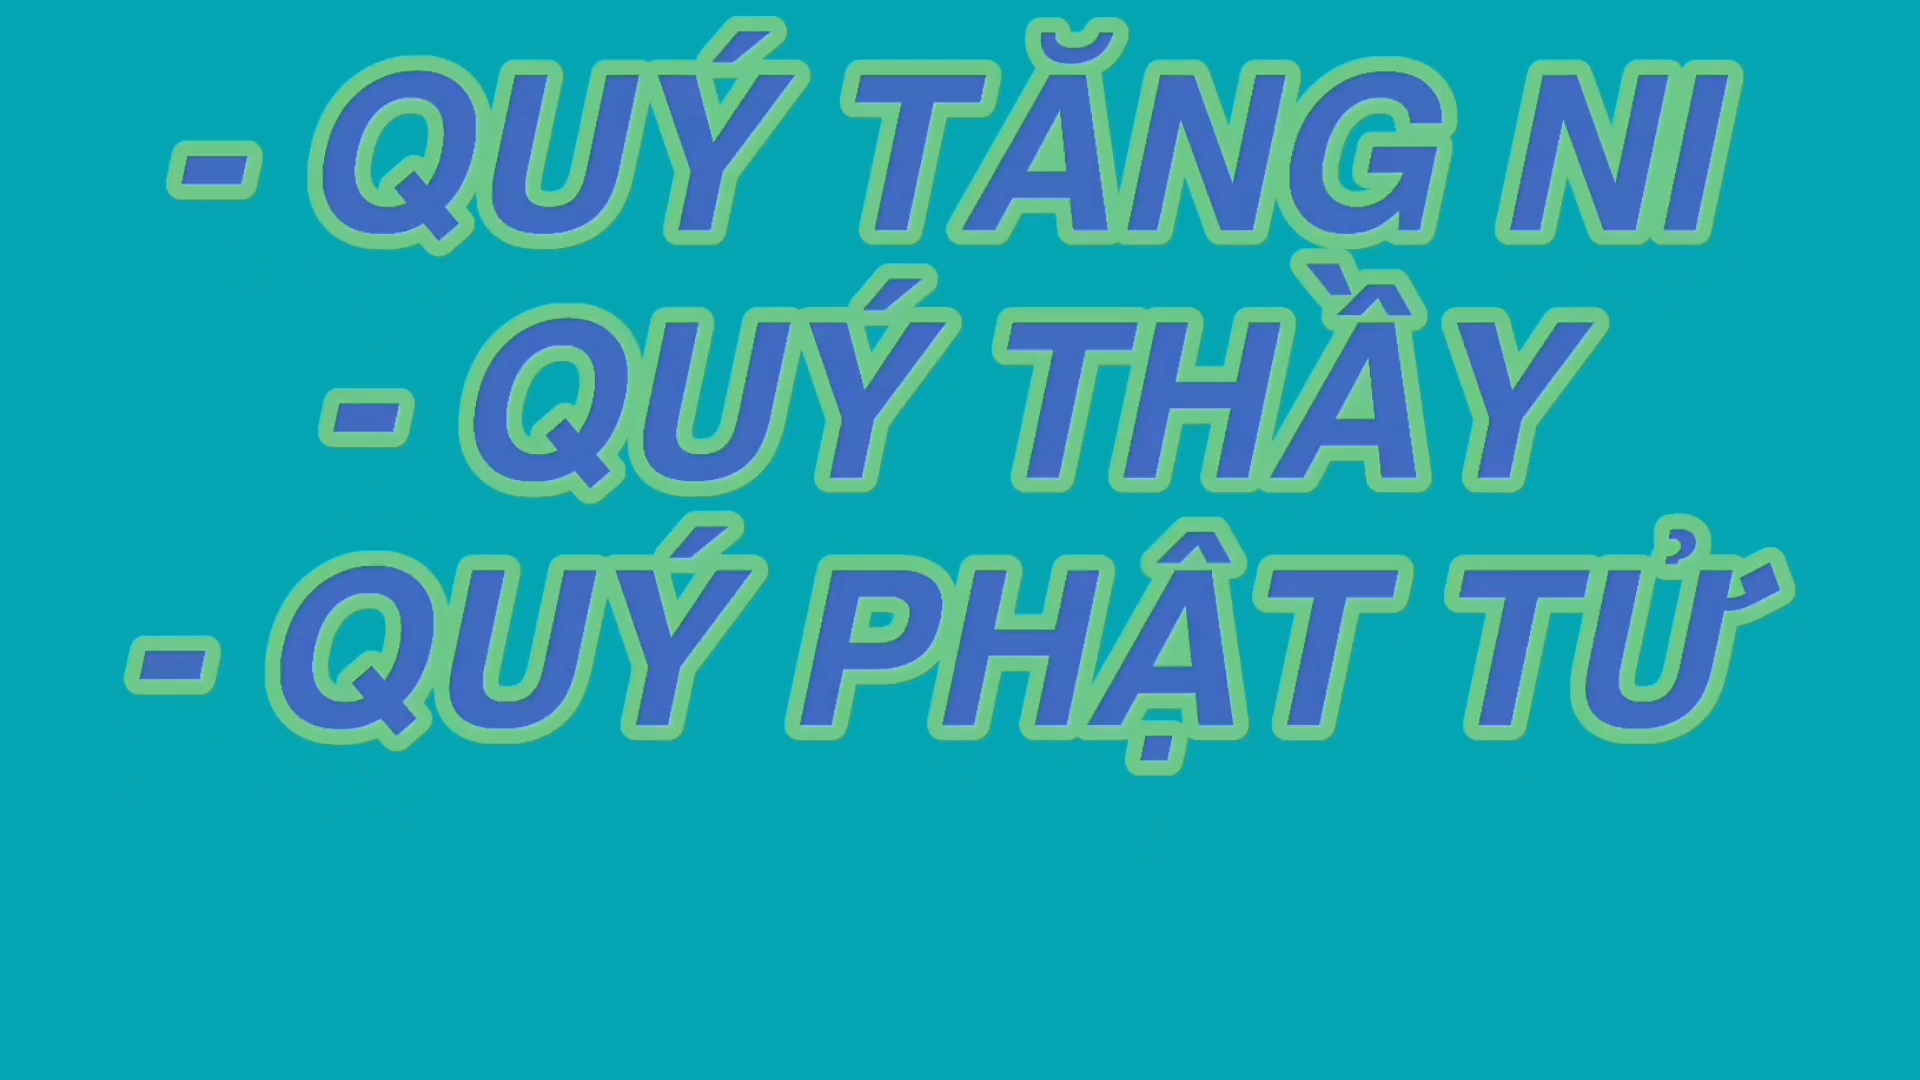 - QUÝ TĂNG NI
- QUÝ THẦY
- QUÝ PHẬT TỬ